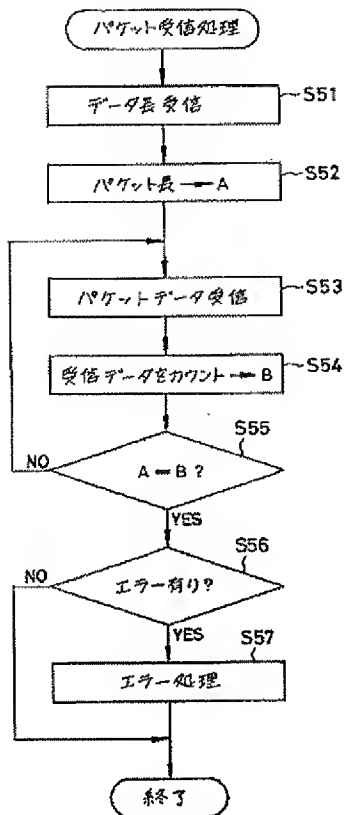 パケット受信処理
データ長受信
S51
パケット長→A
S52
パケットデータ受信
S53
受信データをカウント→B
S54
S55
A=B?
NO
YES
S56
エラー有り?
NO
YES
S57
エラー処理
終了